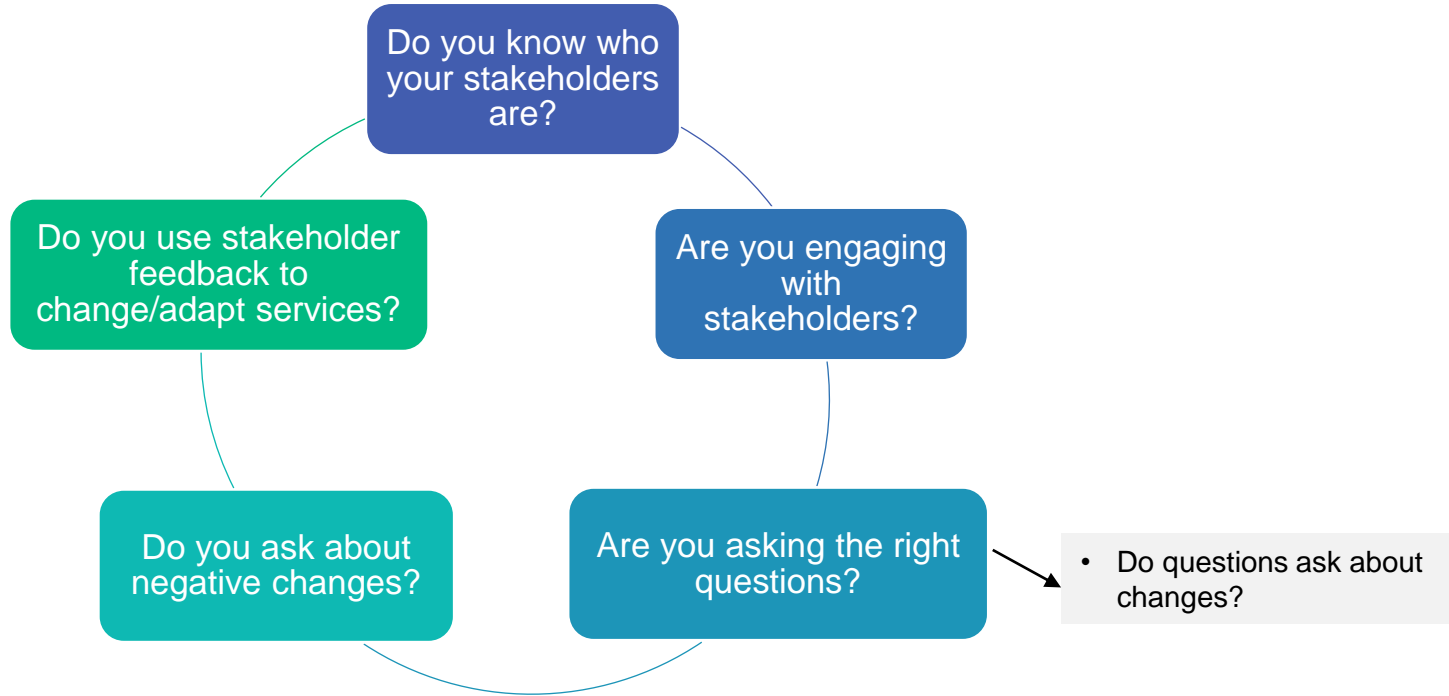 Do you know who
your stakeholders
are?
Are you engaging
with
stakeholders?
Are you asking the right
questions?
• Do questions ask about
changes?
Do you ask about
negative changes?
Do you use stakeholder
feedback to
change/adapt services?